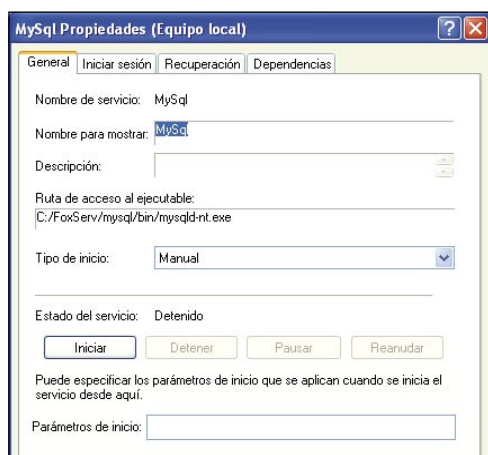 MySql Propiedades (Equipo local)
General Iniciar sesión Recuperación Dependencias
Nombre de servicio: MySql
Nombre para mostrar: MySql
Descripción:
Ruta de acceso al ejecutable:
C:/FoxServ/mysql/bin/mysqld-nt.exe
Tipo de inicio: Manual
Estado del servicio: Detenido
Iniciar Detener Pausar Reanudar
Puede especificar los parámetros de inicio que se aplican cuando se inicia el
servicio desde aquí.
Parámetros de inicio: